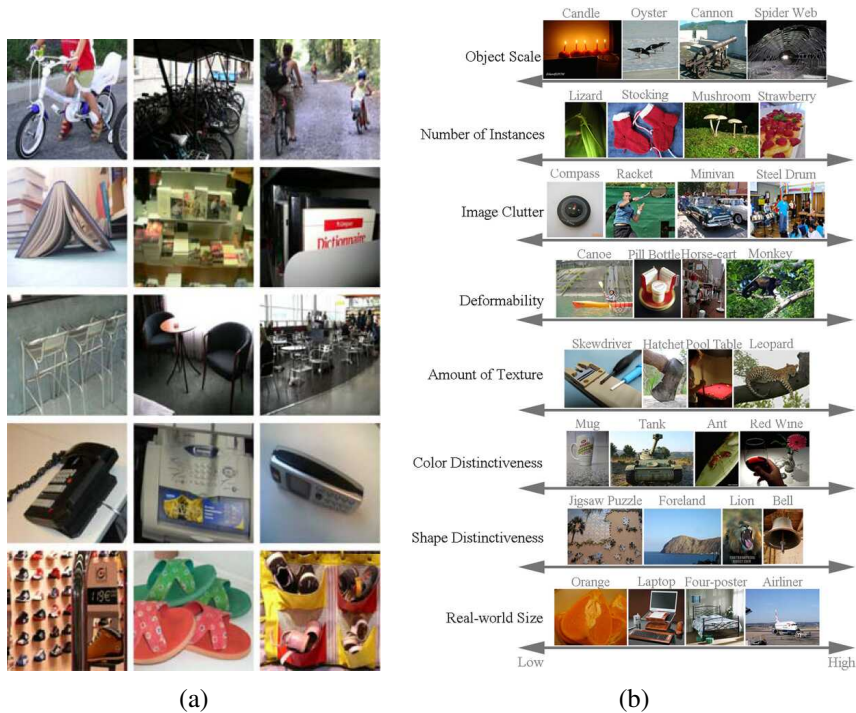 Candle Oyster Cannon Spider Web
Object Scale
Lizard Stocking Mushroom Strawberry
Number of Instances
Compass Racket Minivan Steel Drum
Image Clutter
Canoe Pill Bottle Horse-cart Monkey
Deformability
Skewdriver Hatchet Pool Table Leopard
Amount of Texture
Mug Tank Ant Red Wine
Color Distinctiveness
Jigsaw Puzzle Foreland Lion Bell
Shape Distinctiveness
Orange Laptop Four-poster Airliner
Real-world Size
Low High
Dictionnaire
119€
(a) (b)